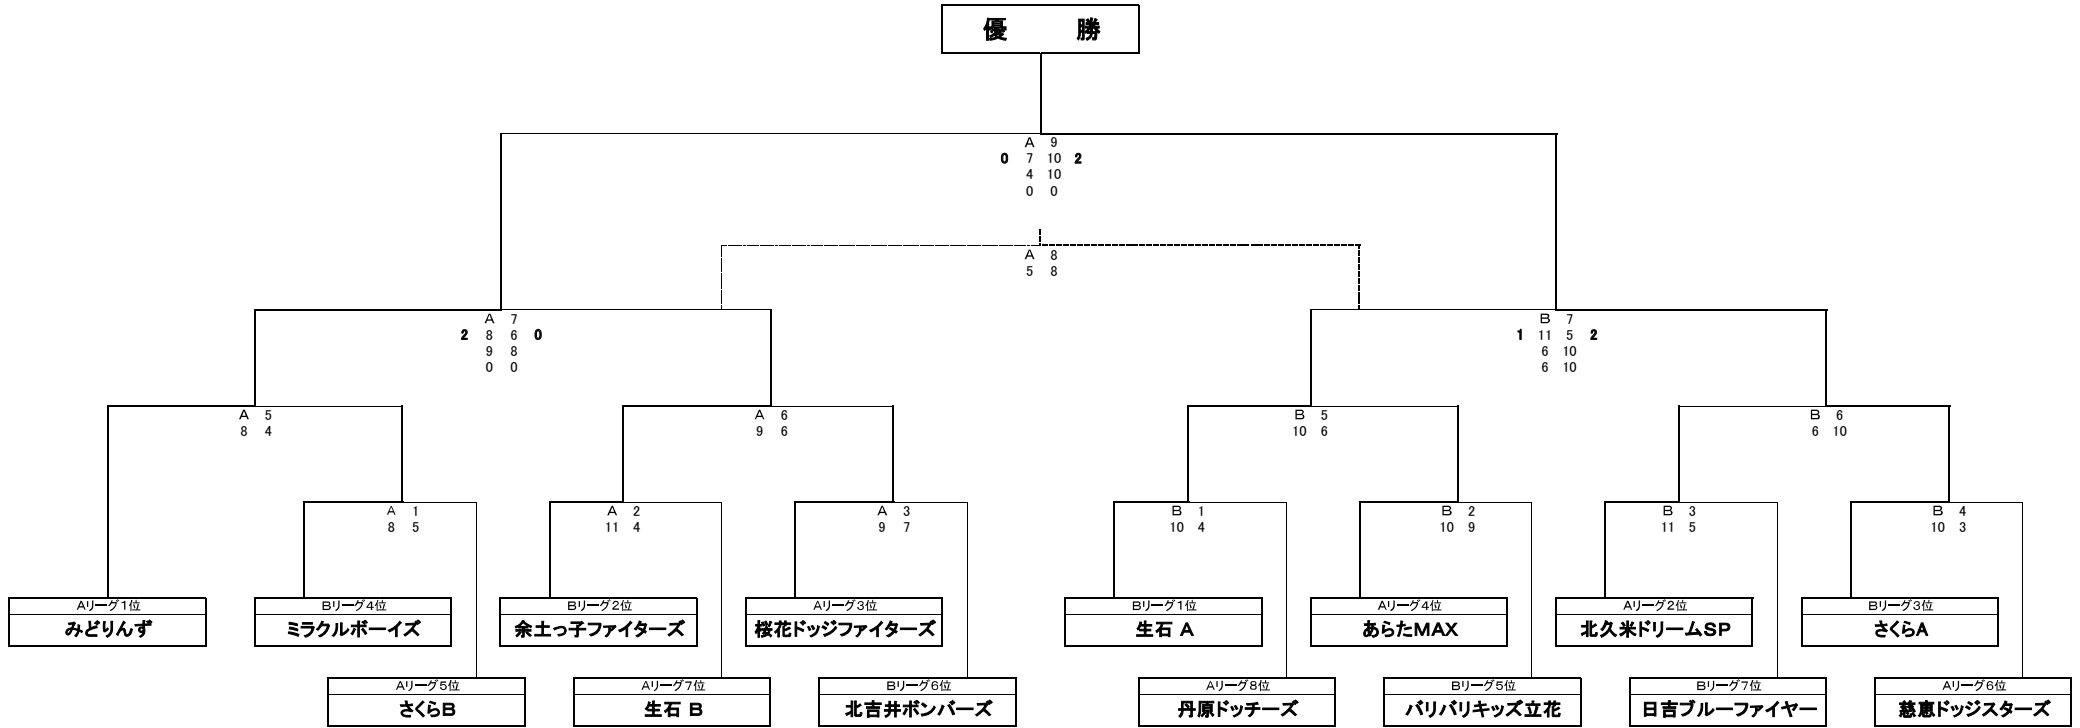 優　　勝
A 9
0 7 10 2
4 10
0 0
A 8
5 8
A 7
2 8 6 0
9 8
0 0
B 7
1 11 5 2
6 10
6 10
A 5
8 4
A 6
9 6
B 5
10 6
B 6
6 10
A 1
8 5
A 2
11 4
A 3
9 7
B 1
10 4
B 2
10 9
B 3
11 5
B 4
10 3
Aリーグ1位
みどりんず
Bリーグ4位
ミラクルボーイズ
Bリーグ2位
余土っ子ファイターズ
Aリーグ3位
桜花ドッジファイターズ
Bリーグ1位
生石 A
Aリーグ4位
あらたMAX
Aリーグ2位
北久米ドリームSP
Bリーグ3位
さくらA
Aリーグ5位
さくらB
Aリーグ7位
生石 B
Bリーグ6位
北吉井ボンバーズ
Aリーグ8位
丹原ドッチーズ
Bリーグ5位
バリバリキッズ立花
Bリーグ7位
日吉ブルーファイヤー
Aリーグ6位
慈恵ドッジスターズ